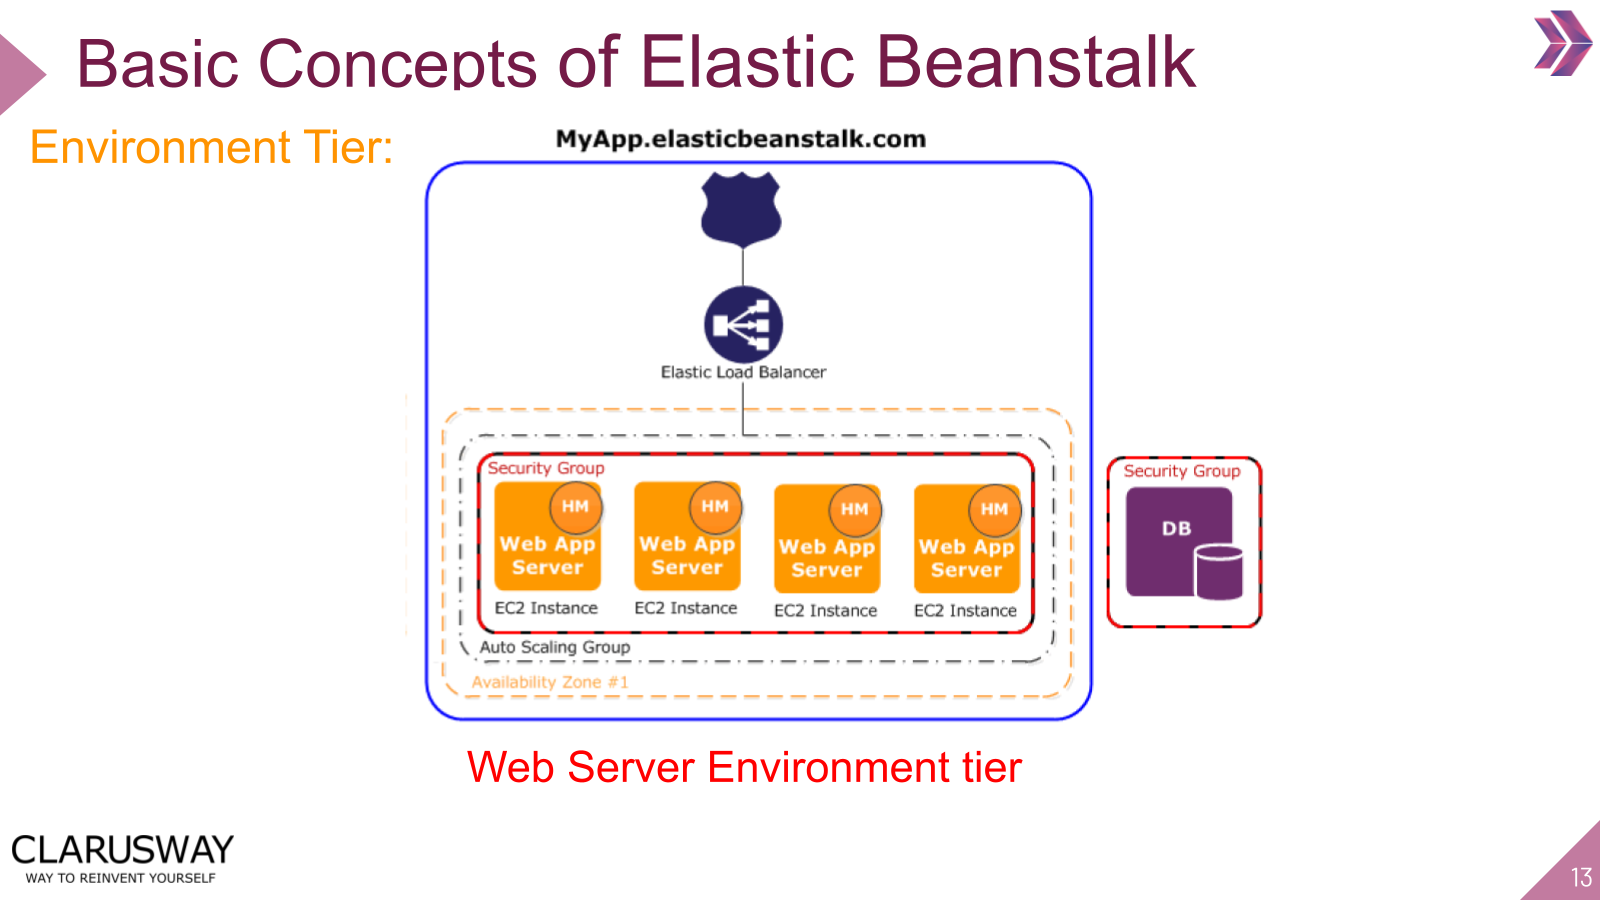 Basic Concepts of Elastic Beanstalk
Environment Tier:
MyApp.elasticbeanstalk.com
Elastic Load Balancer
Security Group
HM
HM
HM
HM
Web App Server
Web App Server
Web App Server
Web App Server
EC2 Instance
EC2 Instance
EC2 Instance
EC2 Instance
Auto Scaling Group
Availability Zone #1
Security Group
DB
Web Server Environment tier
CLARUSWAY
WAY TO REINVENT YOURSELF
13